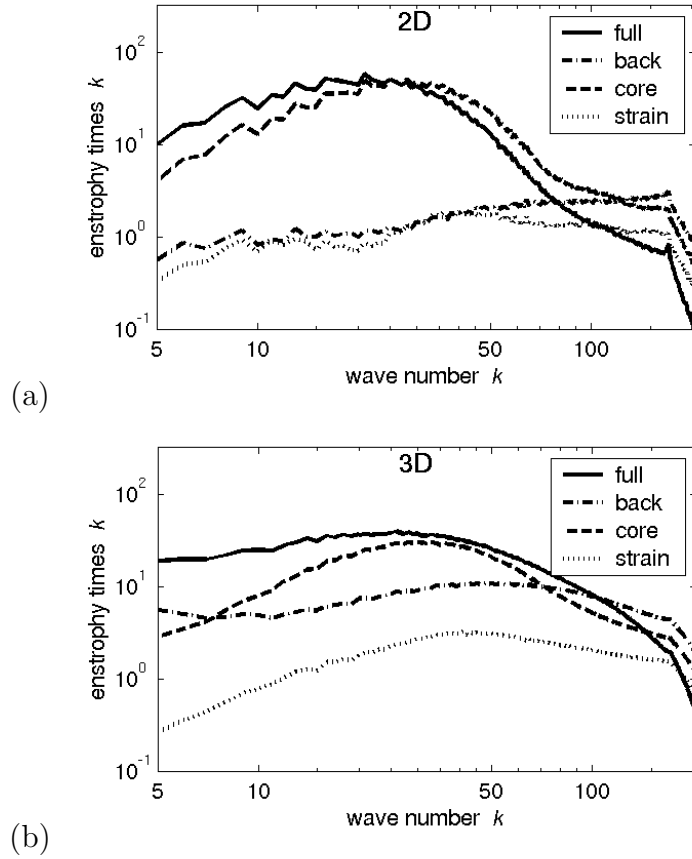 2D
10^2
10^1
10^0
10^-1
enstrophy times k
full
back
core
strain
5
10
50
100
wave number k
(a)
3D
10^2
10^1
10^0
10^-1
enstrophy times k
full
back
core
strain
5
10
50
100
wave number k
(b)